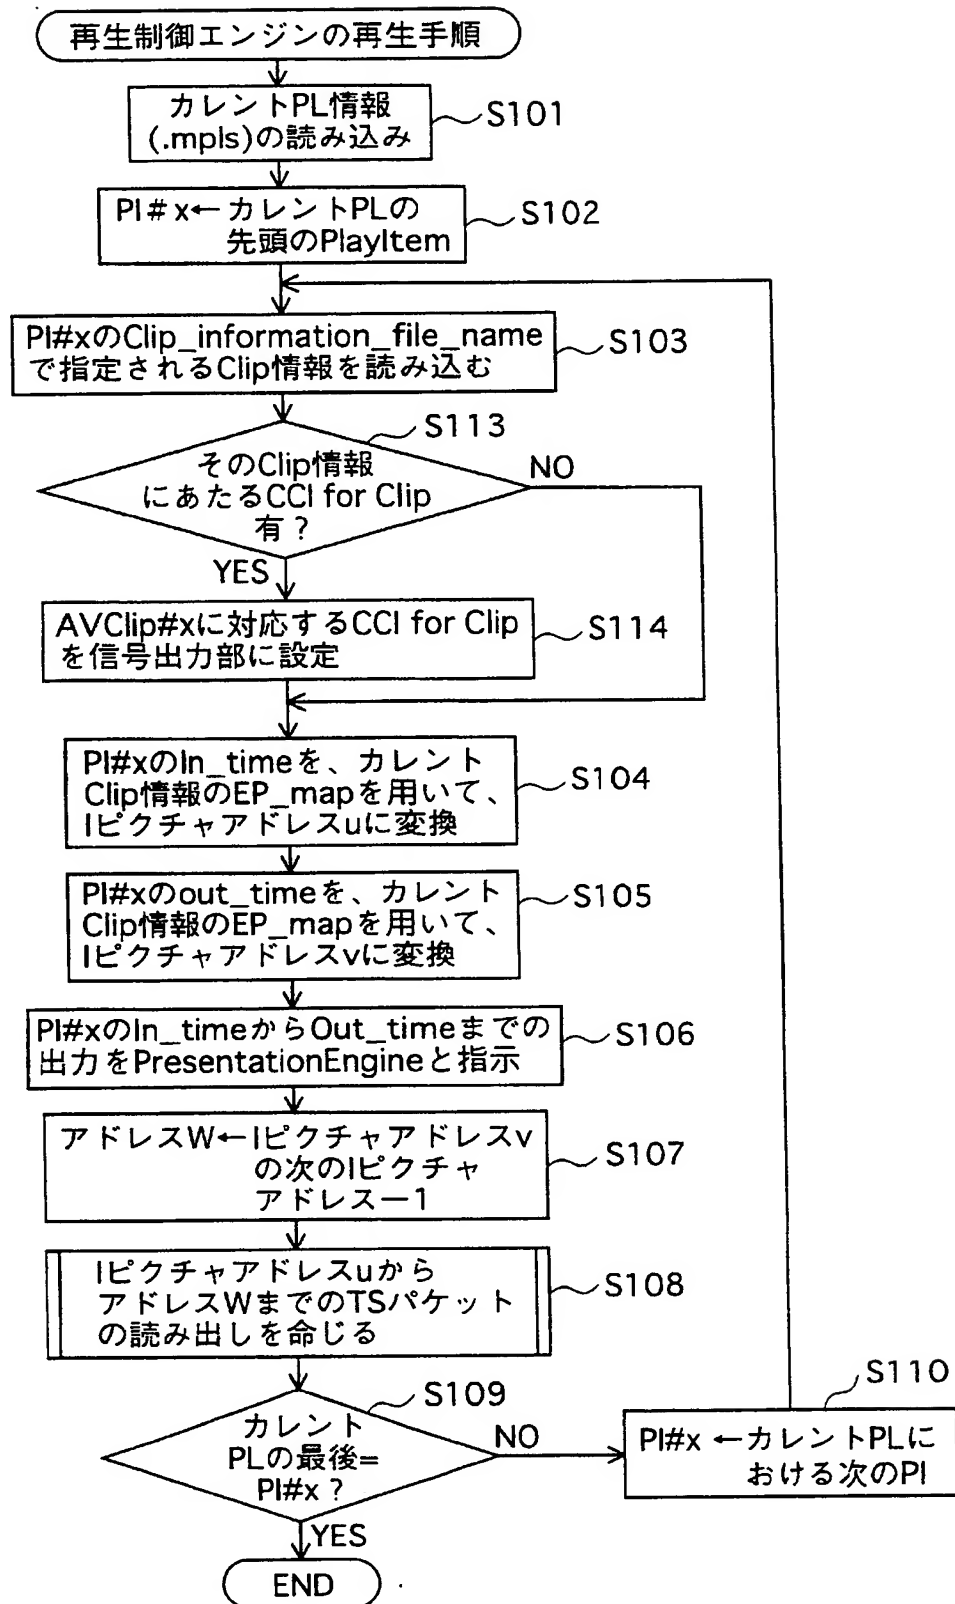 再生制御エンジンの再生手順
カレントPL情報
(.mpls)の読み込み
S101
PI#x←カレントPLの
先頭のPlayItem
S102
PI#xのClip_information_file_name
で指定されるClip情報を読み込む
S103
S113
そのClip情報
にあたるCCI for Clip
有？
NO
YES
AVClip#xに対応するCCI for Clip
を信号出力部に設定
S114
PI#xのIn_timeを、カレント
Clip情報のEP_mapを用いて、
Iピクチャアドレスuに変換
S104
PI#xのout_timeを、カレント
Clip情報のEP_mapを用いて、
Iピクチャアドレスvに変換
S105
PI#xのIn_timeからOut_timeまでの
出力をPresentationEngineと指示
S106
アドレスW←Iピクチャアドレスv
の次のIピクチャ
アドレスー1
S107
Iピクチャアドレスuから
アドレスWまでのTSパケット
の読み出しを命じる
S108
S109
カレント
PLの最後=
PI#x？
NO
S110
PI#x ←カレントPLに
おける次のPI
YES
END